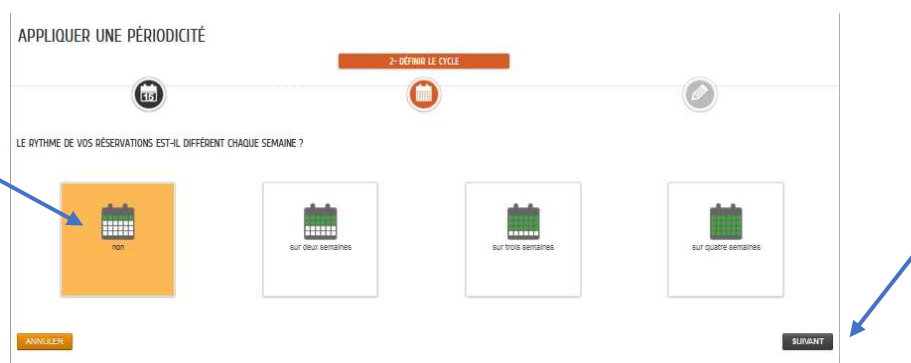 APPLIQUER UNE PÉRIODICITÉ
2- DÉFINIR LE CYCLE
15
LE RYTHME DE VOS RÉSERVATIONS EST-IL DIFFÉRENT CHAQUE SEMAINE ?
non
sur deux semaines
sur trois semaines
sur quatre semaines
ANNULER
SUIVANT